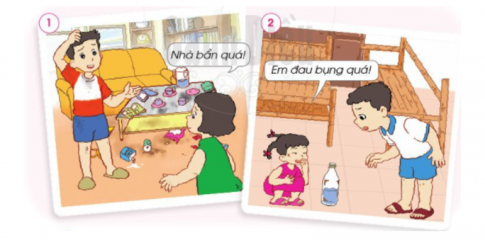 1
Nhà bẩn quá!
2
Em đau bụng quá!